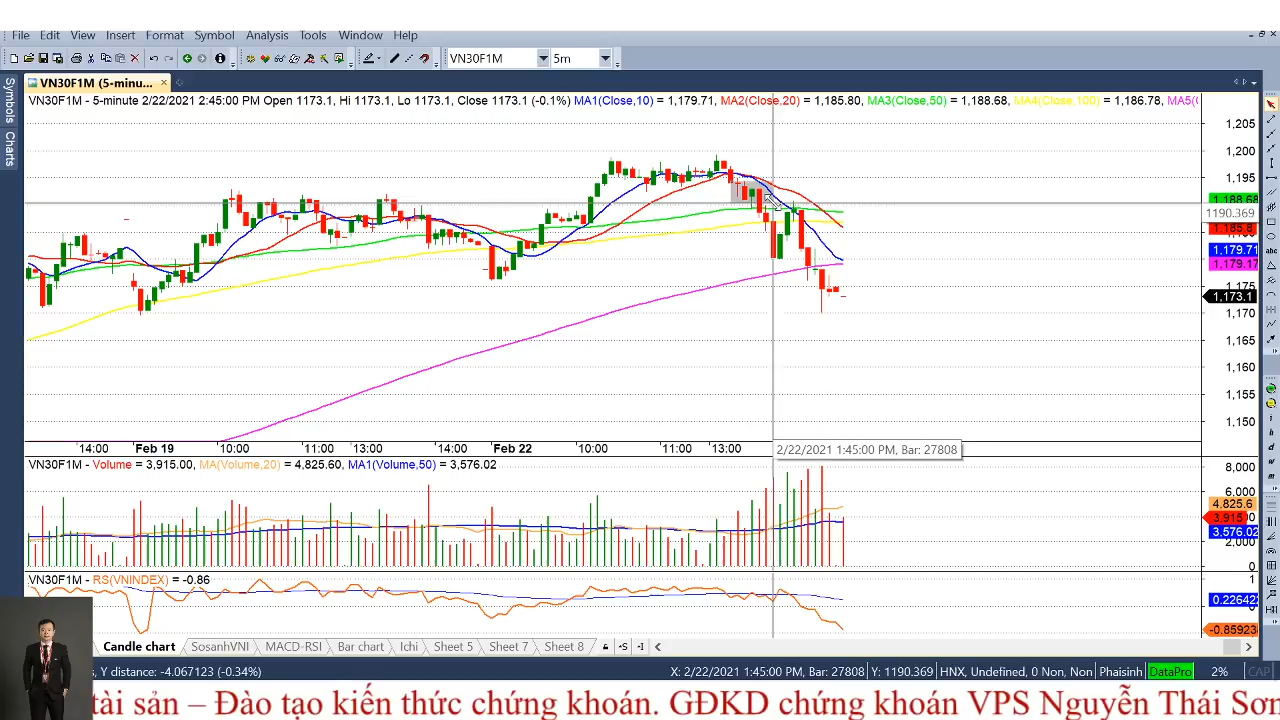 File Edit View Insert Format Symbol Analysis Tools Window Help
VN30F1M 5m
VN30F1M (5-minu...
Symbols
Charts
VN30F1M - 5-minute 2/22/2021 2:45:00 PM Open 1173.1, Hi 1173.1, Lo 1173.1, Close 1173.1 (-0.1%) MA1(Close,10) = 1,179.71, MA2(Close,20) = 1,185.80, MA3(Close,50) = 1,188.68, MA4(Close,100) = 1,186.78, MA5(
1,205
1,200
1,195
1,188.68
1190.369
1,185.8
1,179.71
1,179.17
1,175
1,173.1
1,170
1,165
1,160
1,155
1,150
14:00 Feb 19 10:00 11:00 13:00 14:00 Feb 22 10:00 11:00 13:00
2/22/2021 1:45:00 PM, Bar: 27808
VN30F1M - Volume = 3,915.00, MA(Volume,20) = 4,825.60, MA1(Volume,50) = 3,576.02
8,000
6,000
4,825.6
3,915
3,576.02
2,000
0
VN30F1M - RS(VNINDEX) = -0.86
1
0.22642
-0.85923
Candle chart SosanhVNI MACD-RSI Bar chart Ichi Sheet 5 Sheet 7 Sheet 8
Y distance: -4.067123 (-0.34%) X: 2/22/2021 1:45:00 PM, Bar: 27808 Y: 1190.369 HNX, Undefined, 0 Non, Non Phaisinh DataPro 2% CAP
tài sản – Đào tạo kiến thức chứng khoán. GĐKD chứng khoán VPS Nguyễn Thái Sơn